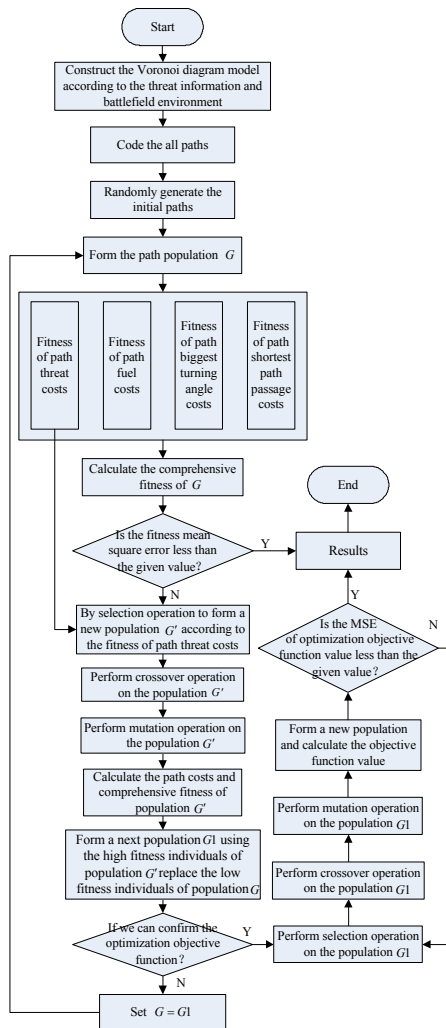 Start
Construct the Voronoi diagram model
according to the threat information and
battlefield environment
Code the all paths
Randomly generate the
initial paths
Form the path population G
Fitness
of path
threat
costs
Fitness
of path
fuel
costs
Fitness of
path
biggest
turning
angle
costs
Fitness of
path
shortest
path
passage
costs
Calculate the comprehensive
fitness of G
Is the fitness mean
square error less than
the given value?
Y
N
By selection operation to form a
new population G' according to
the fitness of path threat costs
Perform crossover operation
on the population G'
Perform mutation operation on
the population G'
Calculate the path costs and
comprehensive fitness of
population G'
Form a next population G1 using
the high fitness individuals of
population G' replace the low
fitness individuals of population G
If we can confirm the
optimization objective
function?
Y
N
Set G = G1
End
Results
Y
N
Is the MSE
of optimization objective
function value less than the
given value?
Form a new population
and calculate the objective
function value
Perform mutation operation
on the population G1
Perform crossover operation
on the population G1
Perform selection operation
on the population G1